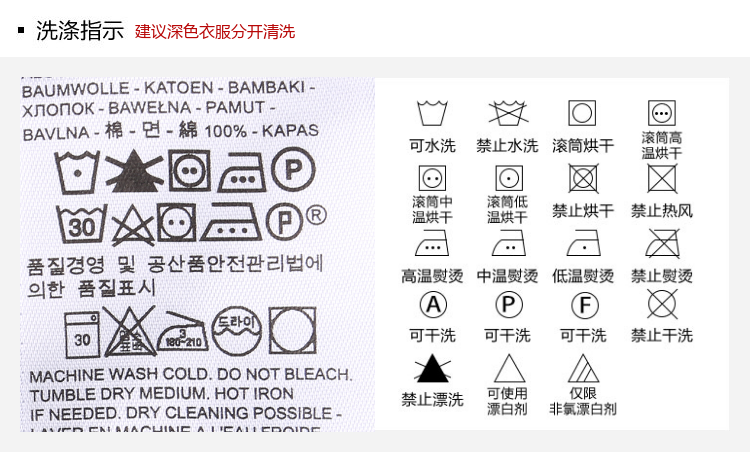 洗涤指示 建议深色衣服分开清洗
BAUMWOLLE - KATOEN - BAMBAKI -
ХЛОПОК - BAWEŁNA - PAMUT -
BAVLNA - 棉 - 면 - 綿 100% - KAPAS
P
30 P ®
품질경영 및 공산품안전관리법에
의한 품질표시
30 3 180~210 드라이
MACHINE WASH COLD. DO NOT BLEACH.
TUMBLE DRY MEDIUM. HOT IRON
IF NEEDED. DRY CLEANING POSSIBLE -
LAVER EN MACHINE A L'EAU FROIDE
可水洗 禁止水洗 滚筒烘干 滚筒高
温烘干
滚筒中 滚筒低 禁止烘干 禁止热风
温烘干 温烘干
高温熨烫 中温熨烫 低温熨烫 禁止熨烫
A P F
可干洗 可干洗 可干洗 禁止干洗
禁止漂洗 可使用 仅限
漂白剂 非氯漂白剂